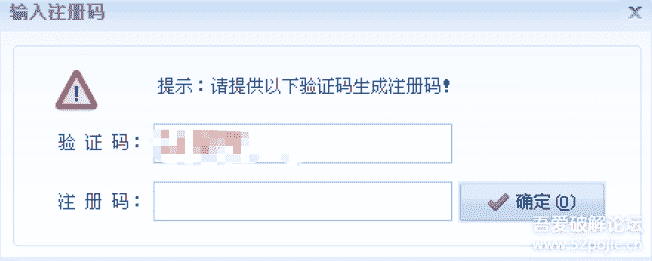 输入注册码
提示：请提供以下验证码生成注册码！
验 证 码：
注 册 码：
确定(O)
吾爱破解论坛
www.52pojie.cn